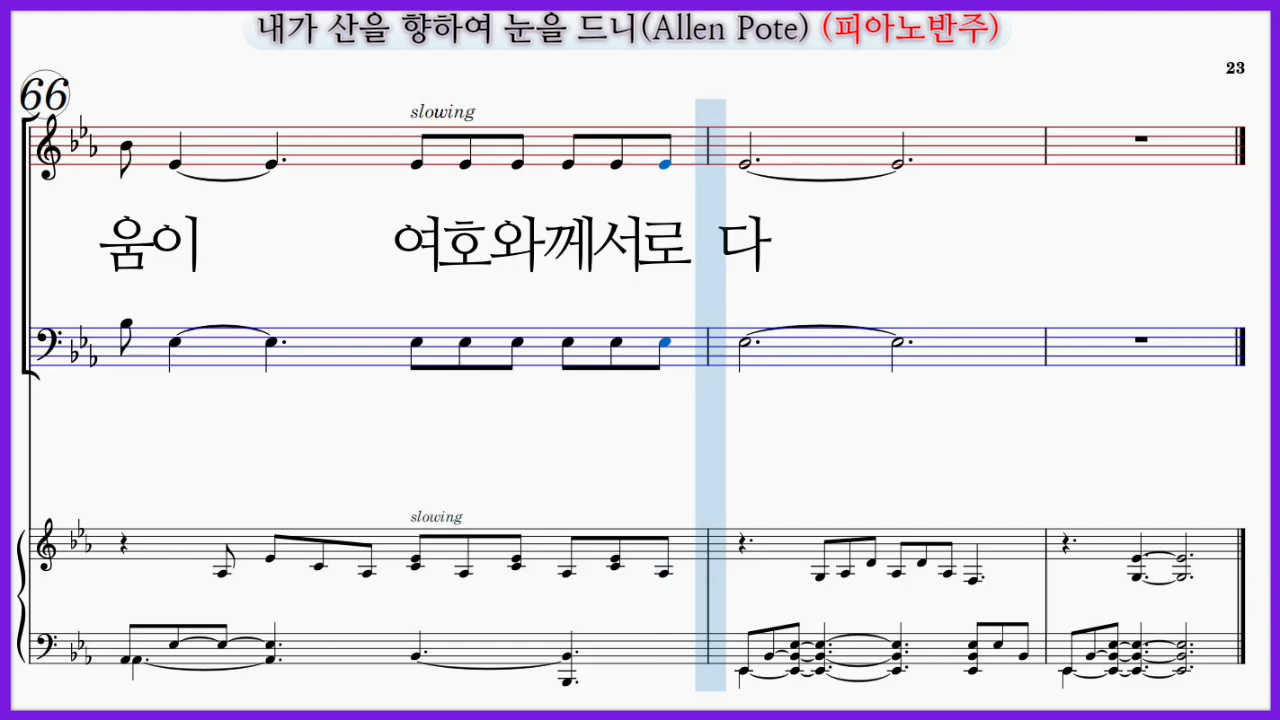 내가 산을 향하여 눈을 드니(Allen Pote) (피아노반주)
23
66
slowing
움이 여호와께서로 다
slowing